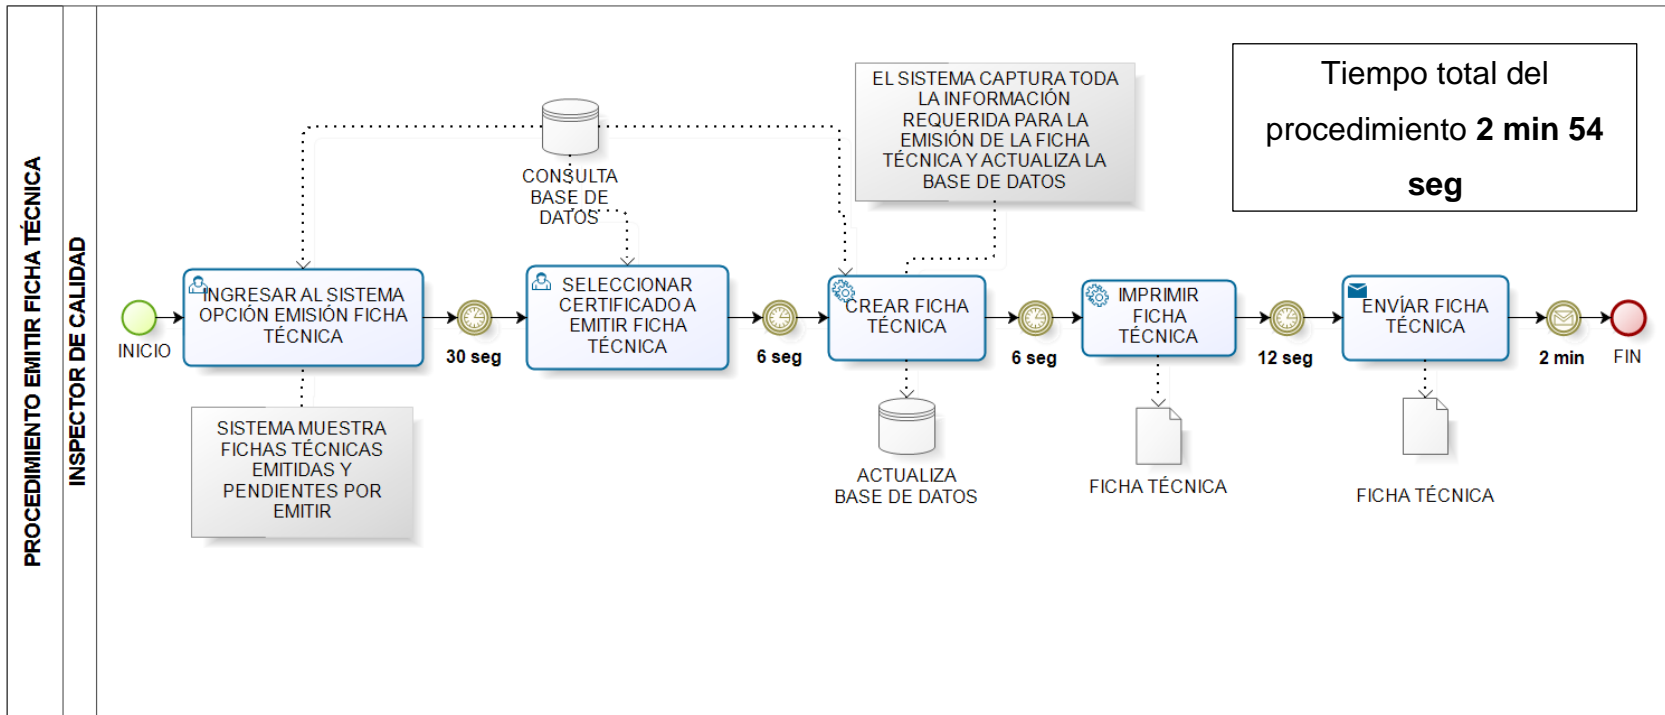 PROCEDIMIENTO EMITIR FICHA TÉCNICA
INSPECTOR DE CALIDAD
Tiempo total del
procedimiento 2 min 54
seg
EL SISTEMA CAPTURA TODA
LA INFORMACIÓN
REQUERIDA PARA LA
EMISIÓN DE LA FICHA
TÉCNICA Y ACTUALIZA LA
BASE DE DATOS
CONSULTA
BASE DE
DATOS
INICIO
INGRESAR AL SISTEMA
OPCIÓN EMISIÓN FICHA
TÉCNICA
30 seg
SELECCIONAR
CERTIFICADO A
EMITIR FICHA
TÉCNICA
6 seg
CREAR FICHA
TÉCNICA
6 seg
IMPRIMIR
FICHA
TÉCNICA
12 seg
ENVÍAR FICHA
TÉCNICA
2 min
FIN
SISTEMA MUESTRA
FICHAS TÉCNICAS
EMITIDAS Y
PENDIENTES POR
EMITIR
ACTUALIZA
BASE DE DATOS
FICHA TÉCNICA
FICHA TÉCNICA